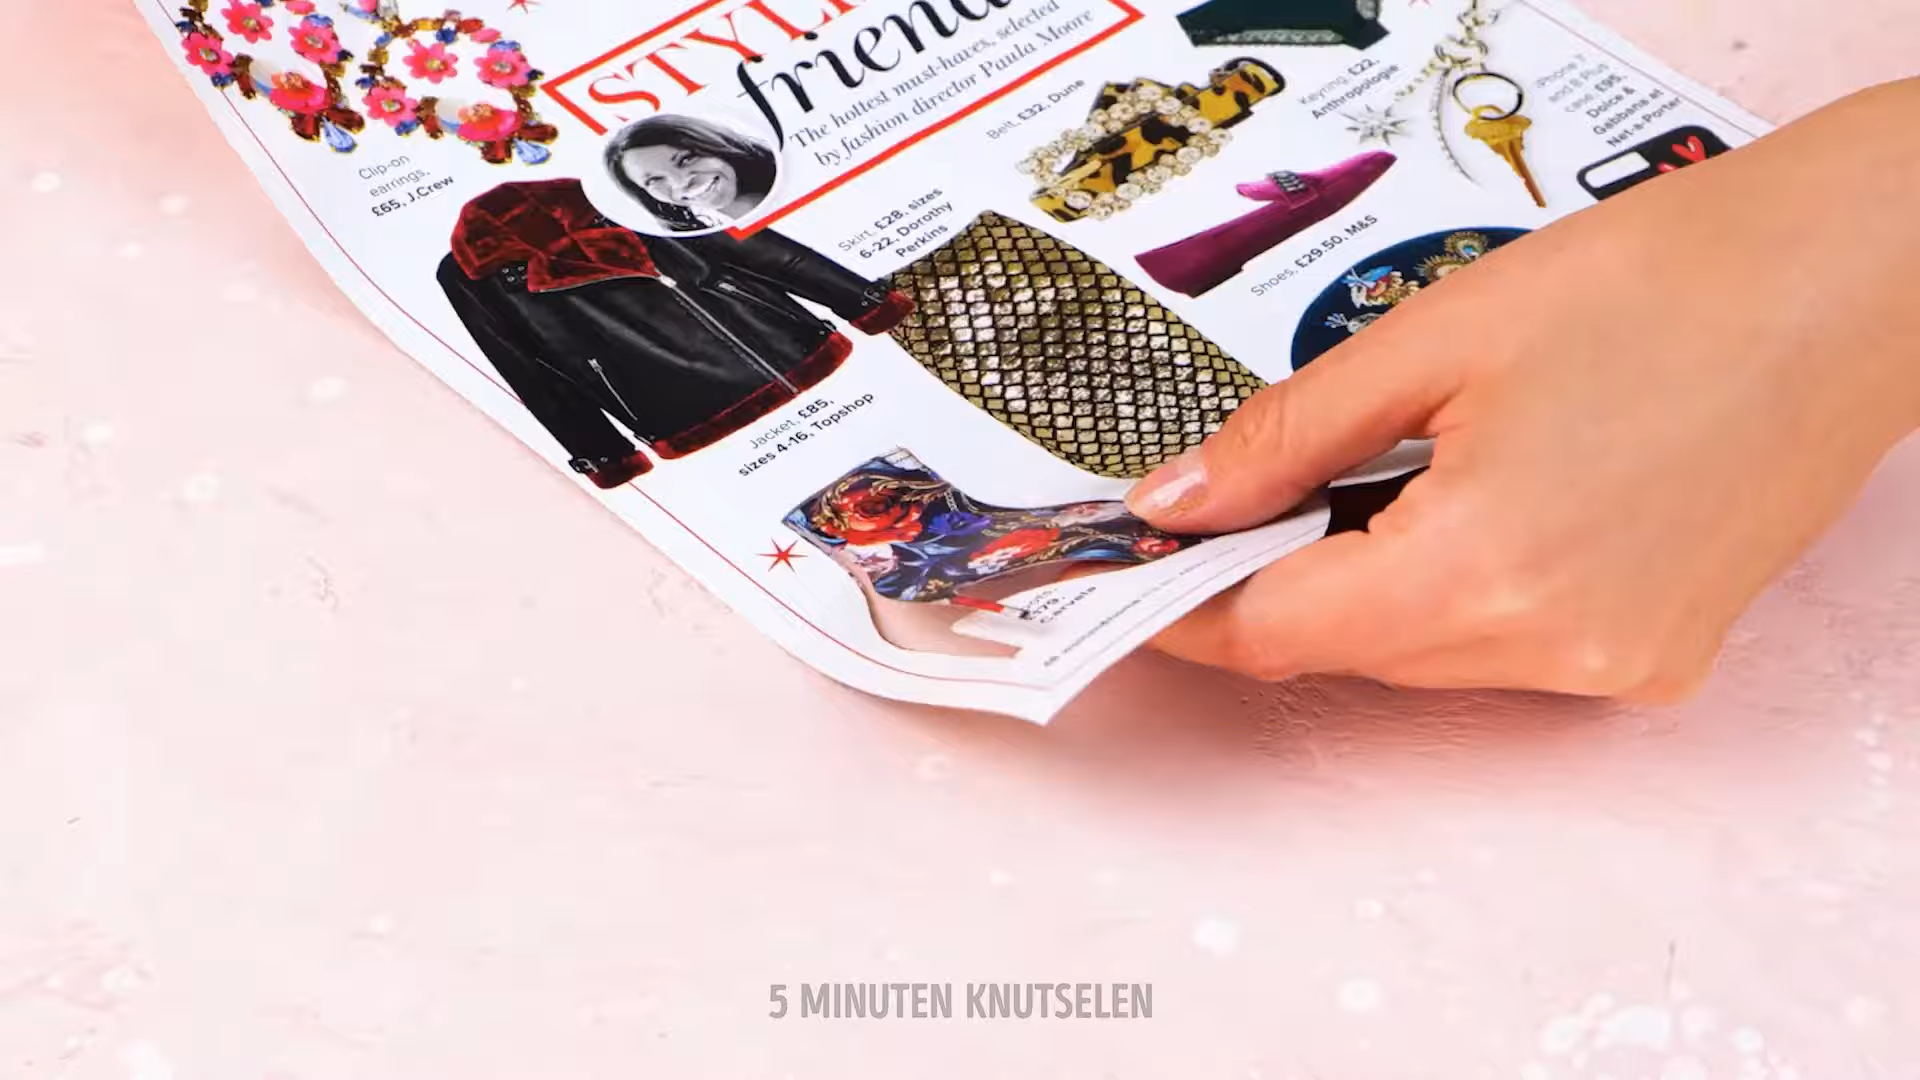 friend
The hottest must-haves, selected
by fashion director Paula Moore
Clip-on
earrings,
£65, J.Crew
Belt, £32, Dune
Keyring, £22,
Anthropologie
iPhone 7
and 8 Plus
case, £95,
Dolce &
Gabbana at
Net-a-Porter
Skirt, £28, sizes
6-22, Dorothy
Perkins
Shoes, £29.50, M&S
Jacket, £85,
sizes 4-16, Topshop
Carvela
5 MINUTEN KNUTSELEN